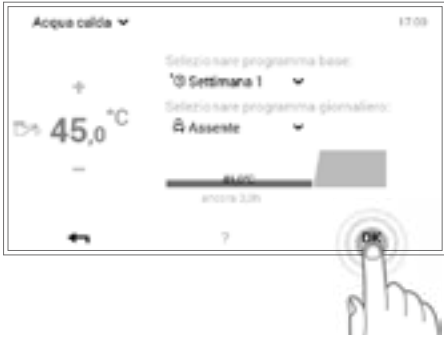 Acqua calda
17:09
Selezionare programma base:
Settimana 1
+
Selezionare programma giornaliero:
45,0 °C
Assente
−
ancora 3,0h
?
OK